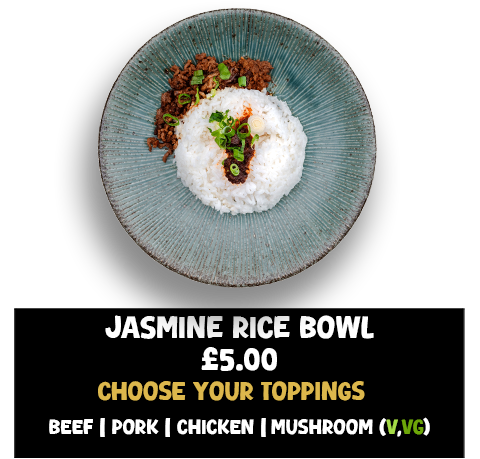 JASMINE RICE BOWL
£5.00
CHOOSE YOUR TOPPINGS
BEEF | PORK | CHICKEN | MUSHROOM (V,VG)